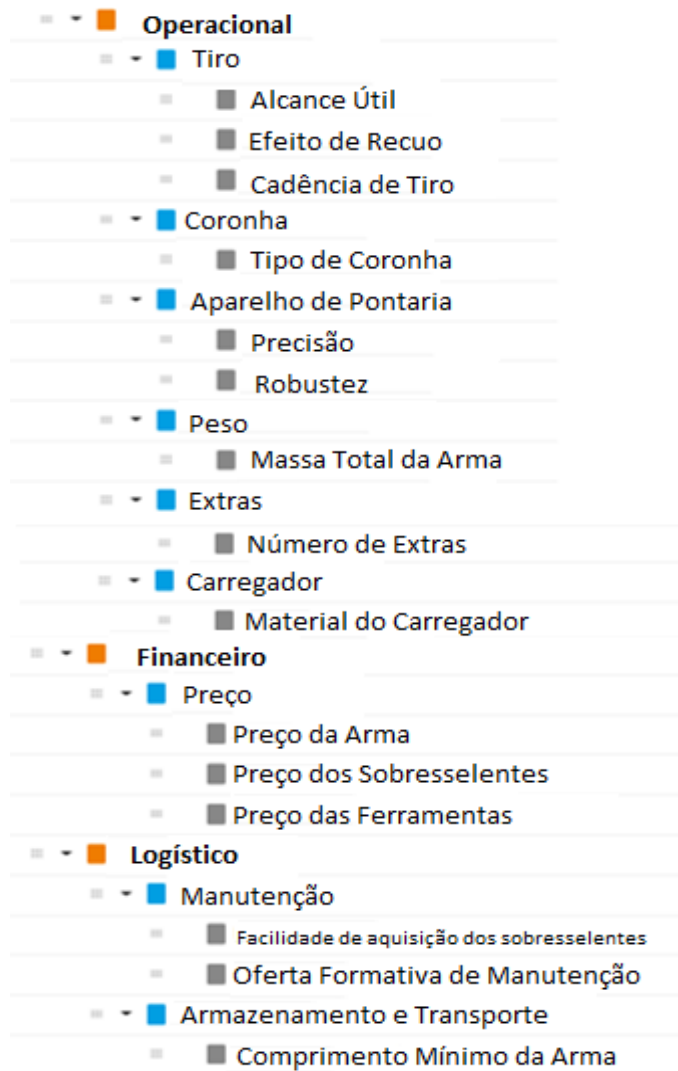 Operacional
Tiro
Alcance Útil
Efeito de Recuo
Cadência de Tiro
Coronha
Tipo de Coronha
Aparelho de Pontaria
Precisão
Robustez
Peso
Massa Total da Arma
Extras
Número de Extras
Carregador
Material do Carregador
Financeiro
Preço
Preço da Arma
Preço dos Sobresselentes
Preço das Ferramentas
Logístico
Manutenção
Facilidade de aquisição dos sobresselentes
Oferta Formativa de Manutenção
Armazenamento e Transporte
Comprimento Mínimo da Arma